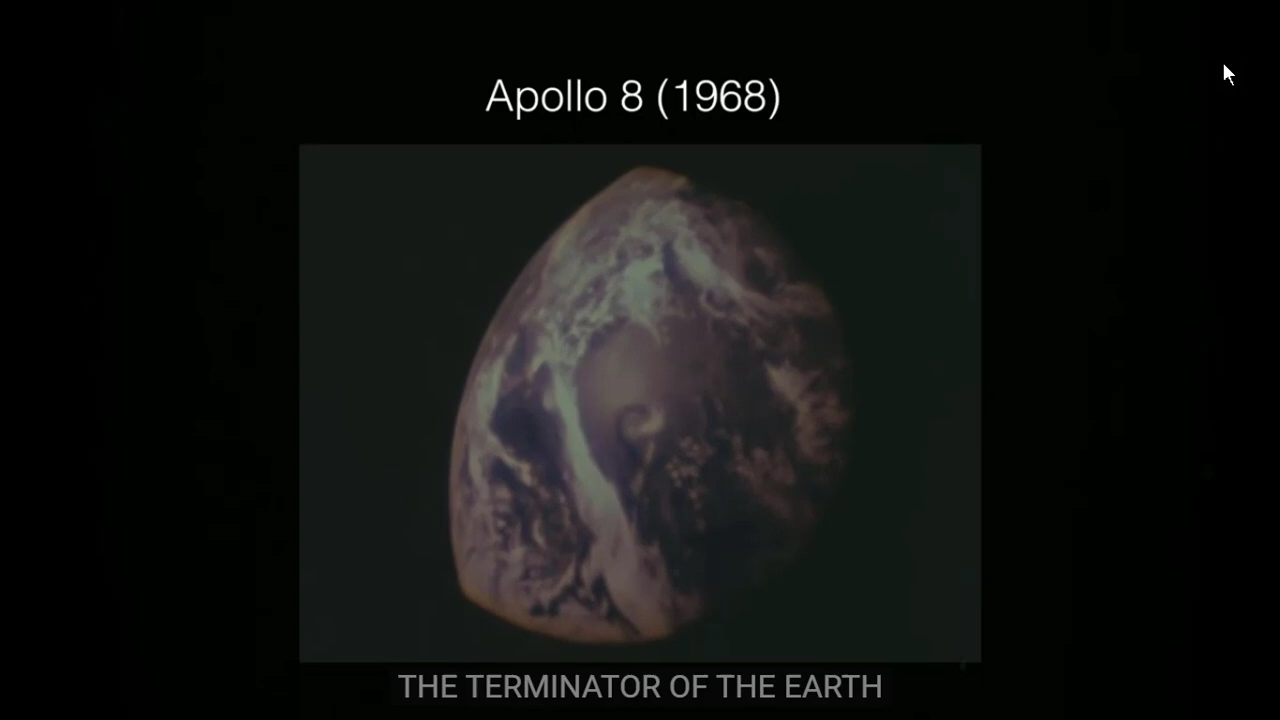 Apollo 8 (1968)
THE TERMINATOR OF THE EARTH